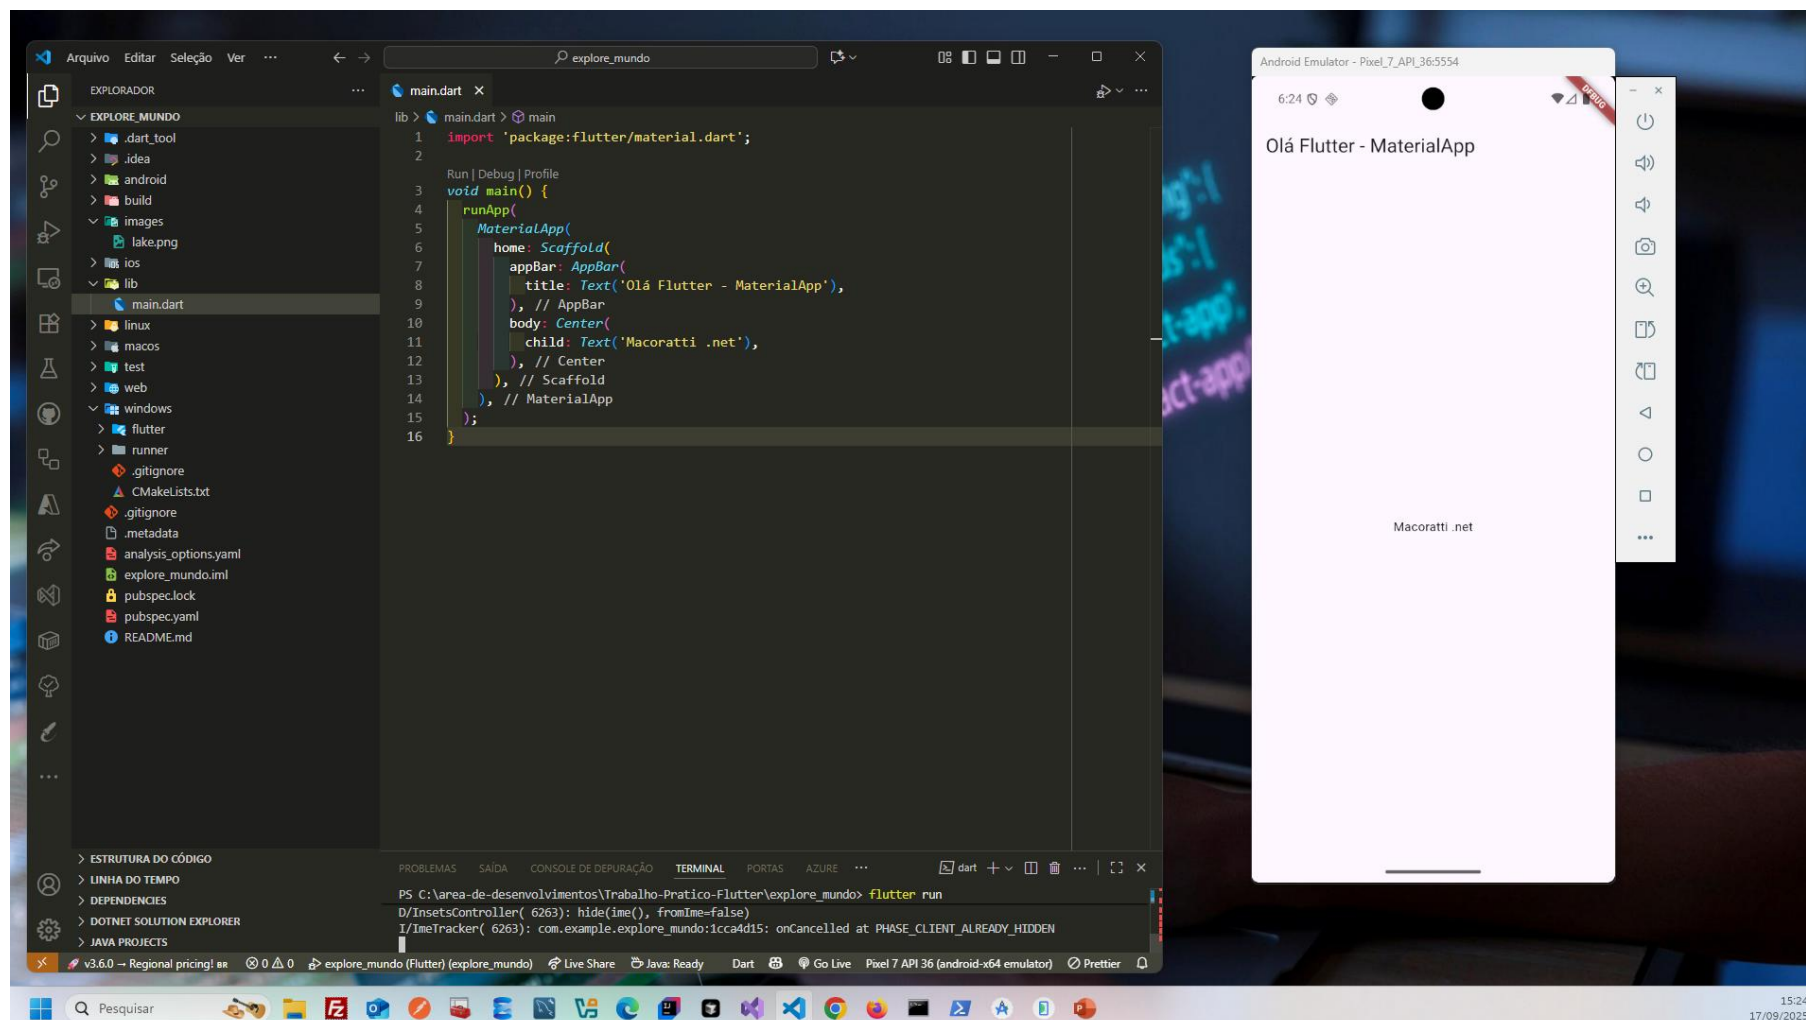 Arquivo Editar Seleção Ver ··· explore_mundo
EXPLORADOR ···
EXPLORE_MUNDO
.dart_tool
.idea
android
build
images
lake.png
ios
lib
main.dart
linux
macos
test
web
windows
flutter
runner
.gitignore
CMakeLists.txt
.gitignore
.metadata
analysis_options.yaml
explore_mundo.iml
pubspec.lock
pubspec.yaml
README.md
ESTRUTURA DO CÓDIGO
LINHA DO TEMPO
DEPENDENCIES
DOTNET SOLUTION EXPLORER
JAVA PROJECTS
main.dart
lib > main.dart > main
1 import 'package:flutter/material.dart';
2
Run | Debug | Profile
3 void main() {
4 runApp(
5 MaterialApp(
6 home: Scaffold(
7 appBar: AppBar(
8 title: Text('Olá Flutter - MaterialApp'),
9 ), // AppBar
10 body: Center(
11 child: Text('Macoratti .net'),
12 ), // Center
13 ), // Scaffold
14 ), // MaterialApp
15 );
16 }
PROBLEMAS SAÍDA CONSOLE DE DEPURAÇÃO TERMINAL PORTAS AZURE ··· dart
PS C:\area-de-desenvolvimentos\Trabalho-Pratico-Flutter\explore_mundo> flutter run
D/InsetsController( 6263): hide(ime(), fromIme=false)
I/ImeTracker( 6263): com.example.explore_mundo:1cca4d15: onCancelled at PHASE_CLIENT_ALREADY_HIDDEN
v3.6.0 → Regional pricing! BR 0 0 explore_mundo (Flutter) (explore_mundo) Live Share Java: Ready Dart Go Live Pixel 7 API 36 (android-x64 emulator) Prettier
Android Emulator - Pixel_7_API_36:5554
6:24
DEBUG
Olá Flutter - MaterialApp
Macoratti .net
Pesquisar
15:24
17/09/2025